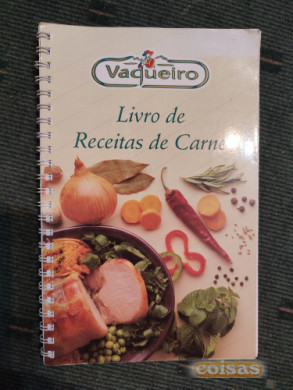 Vaqueiro
Livro de
Receitas de Carne
coisas